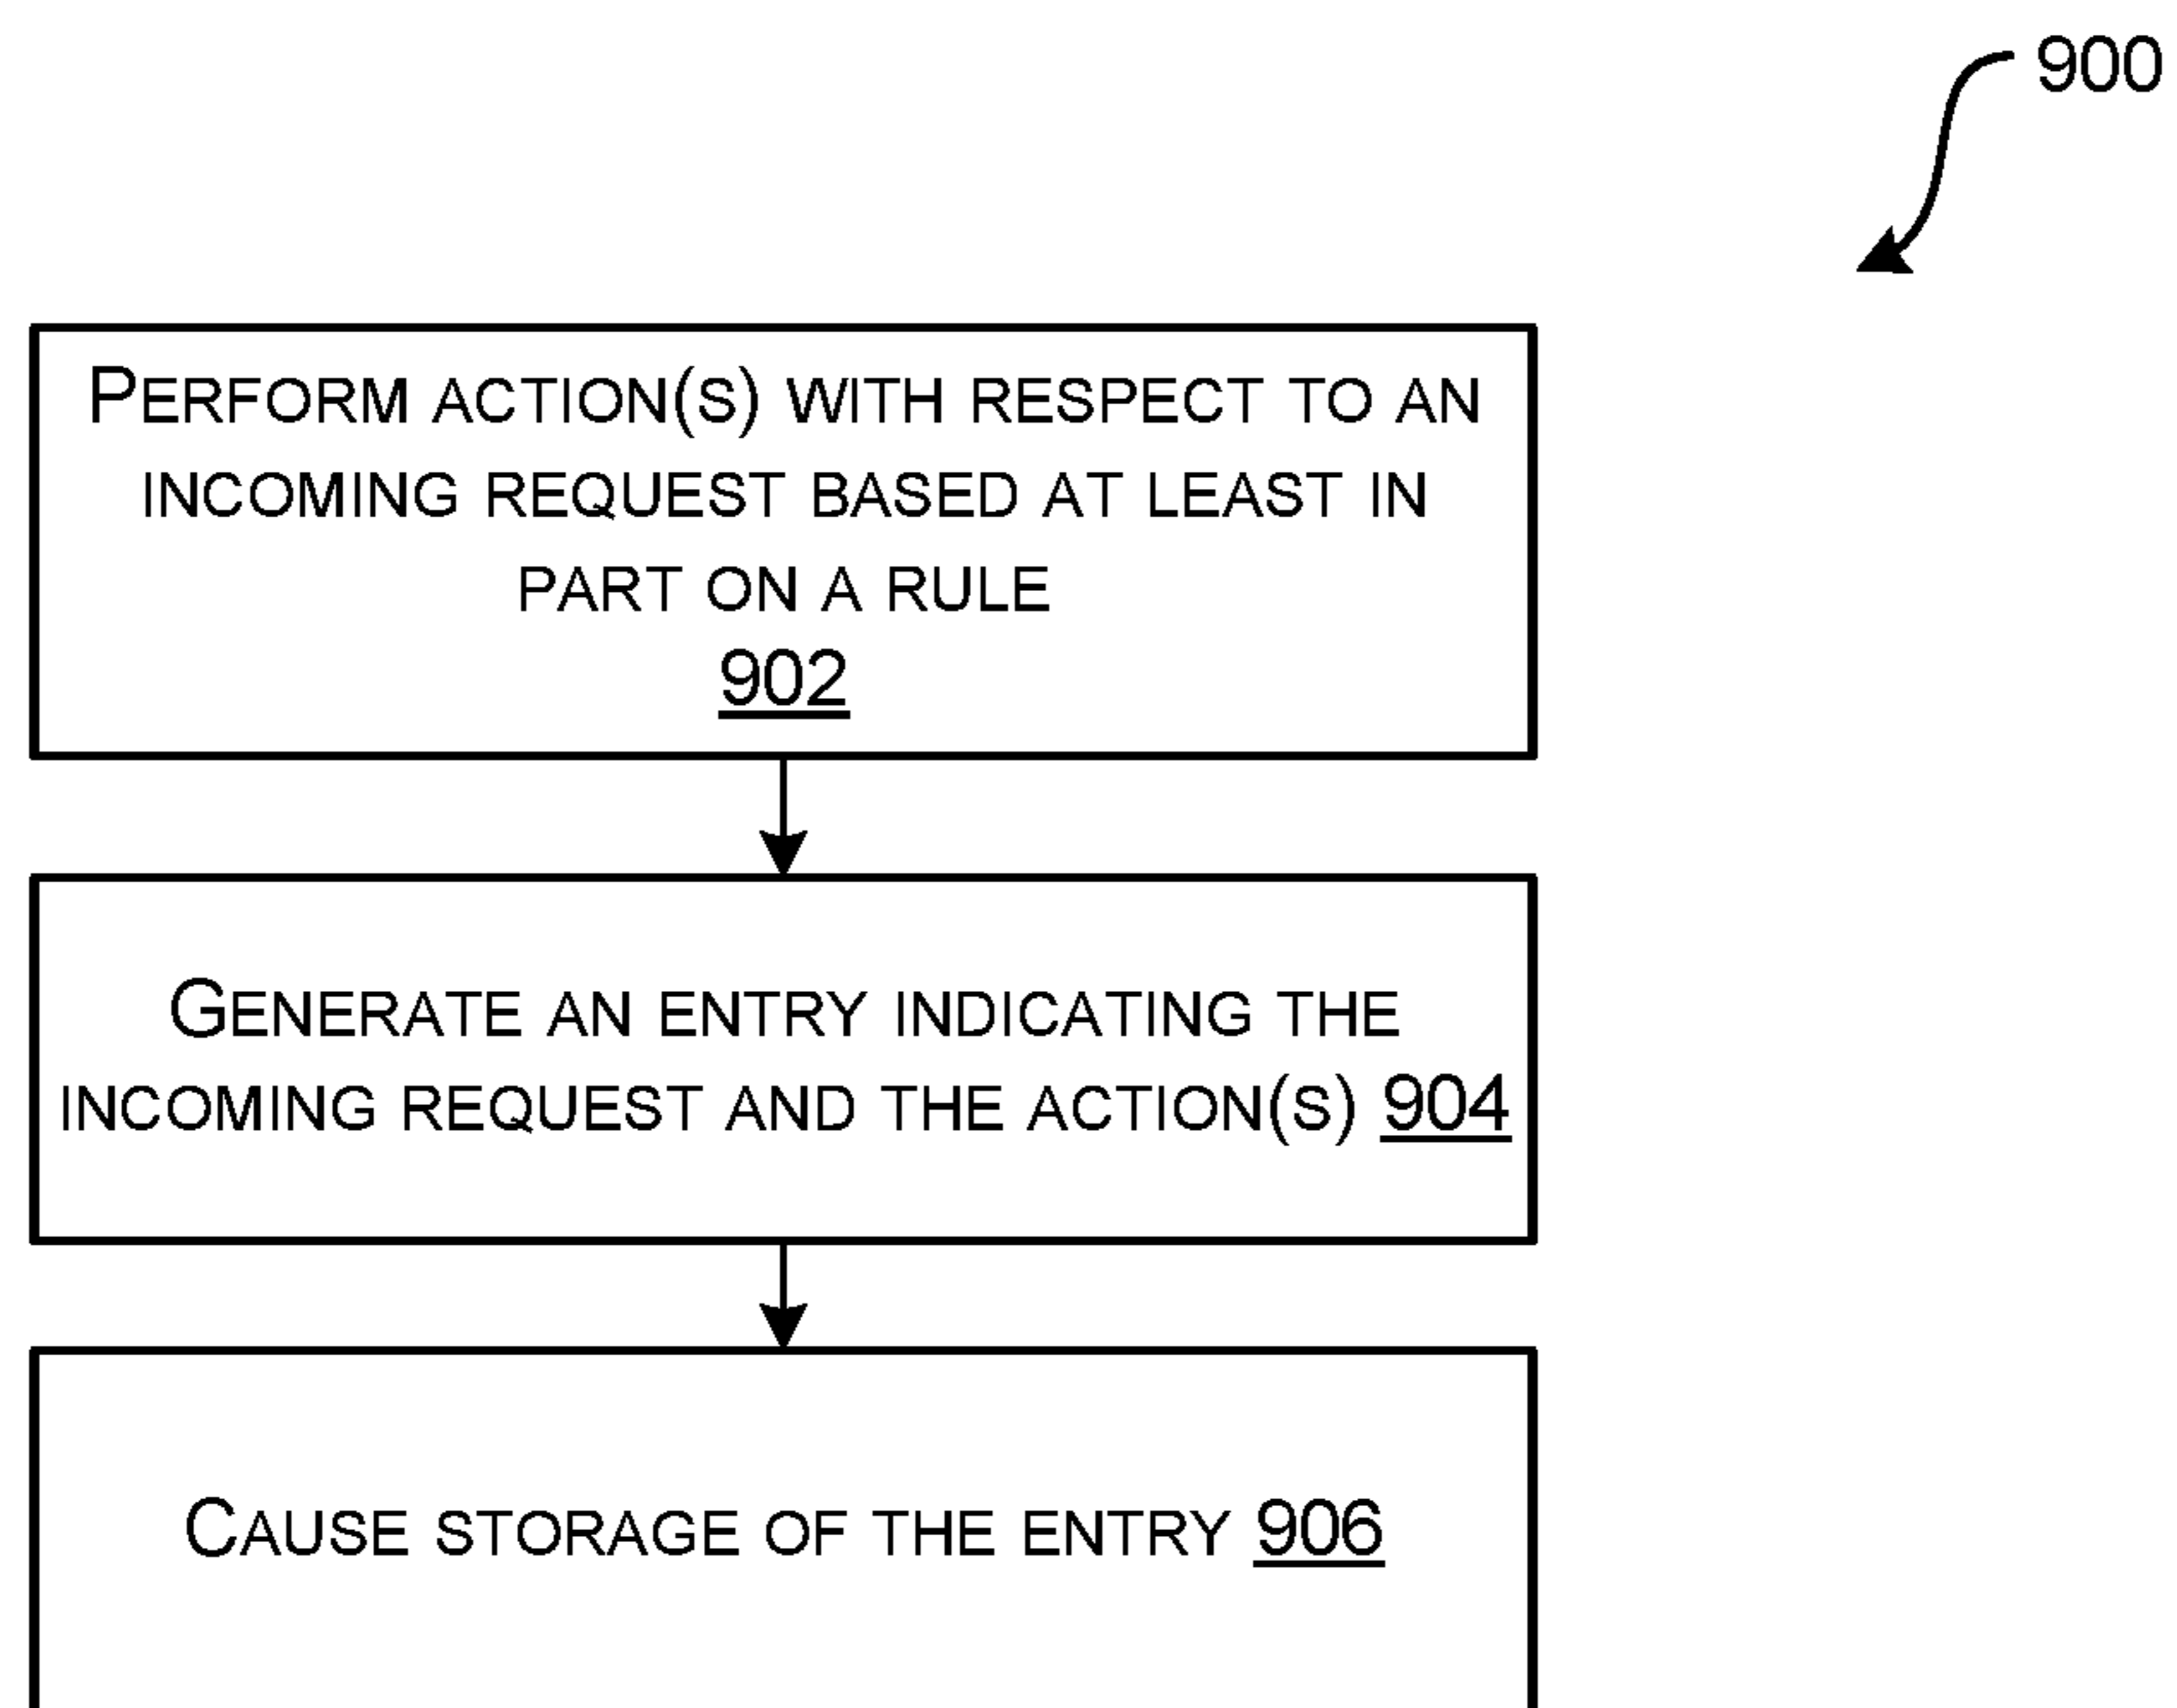 900
PERFORM ACTION(S) WITH RESPECT TO AN
INCOMING REQUEST BASED AT LEAST IN
PART ON A RULE
902
GENERATE AN ENTRY INDICATING THE
INCOMING REQUEST AND THE ACTION(S) 904
CAUSE STORAGE OF THE ENTRY 906